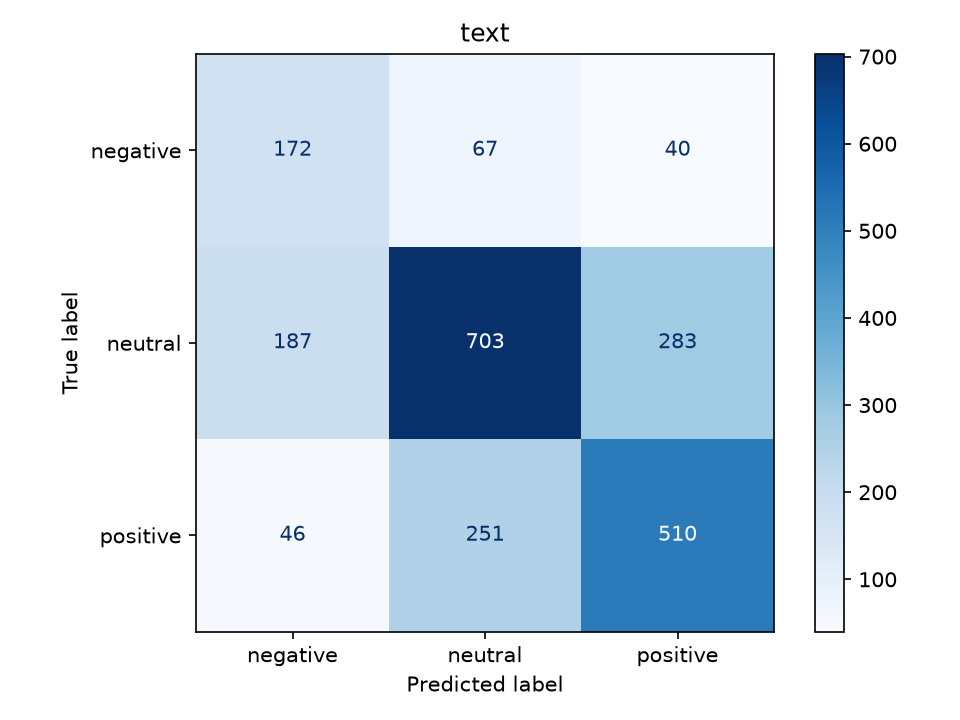 text
700
negative 172 67 40
600
500
True label
neutral 187 703 283
400
300
positive 46 251 510
200
100
negative neutral positive
Predicted label